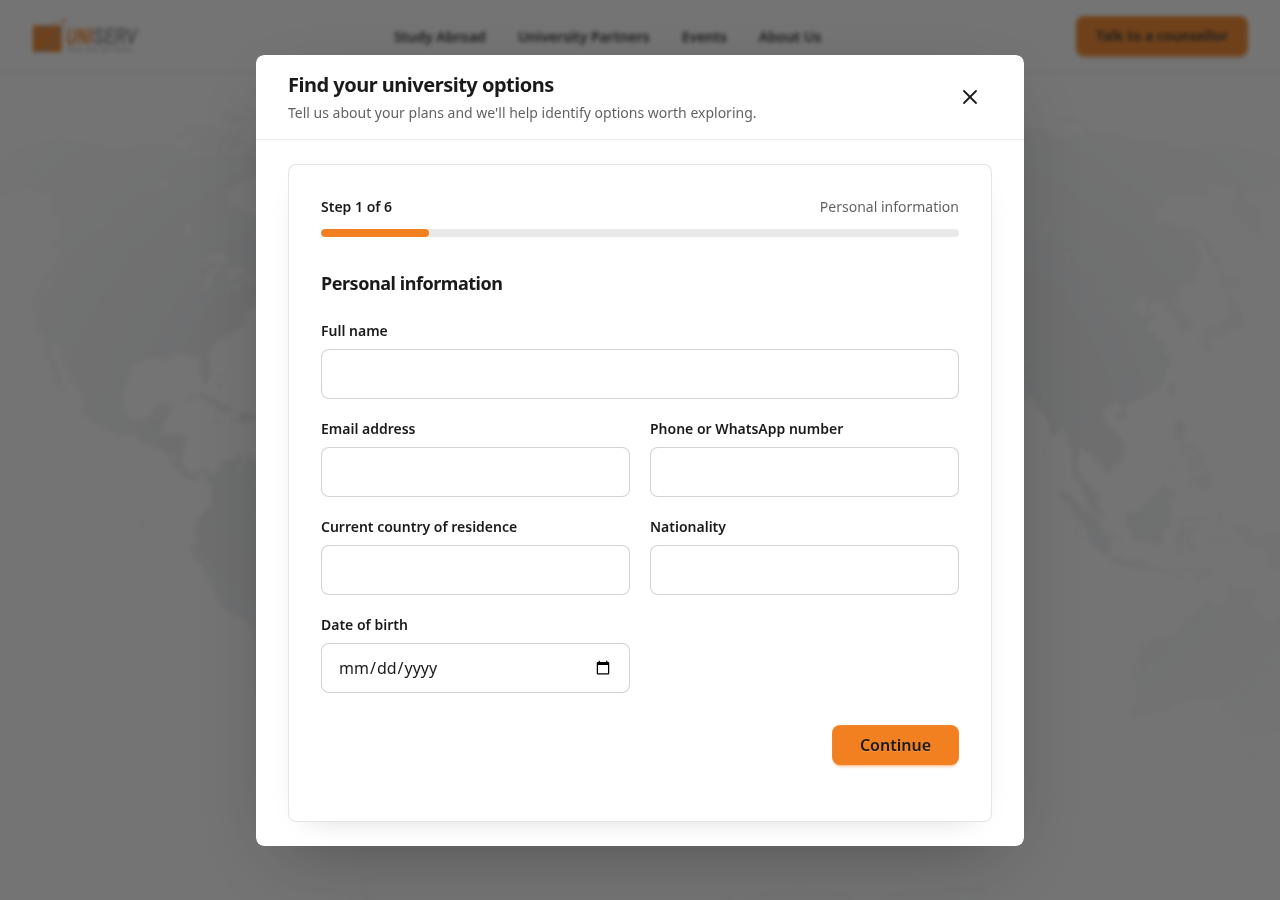 UNISERV
Study Abroad
University Partners
Events
About Us
Talk to a counsellor
Find your university options
Tell us about your plans and we'll help identify options worth exploring.
Step 1 of 6
Personal information
Personal information
Full name
Email address
Phone or WhatsApp number
Current country of residence
Nationality
Date of birth
mm/dd/yyyy
Continue